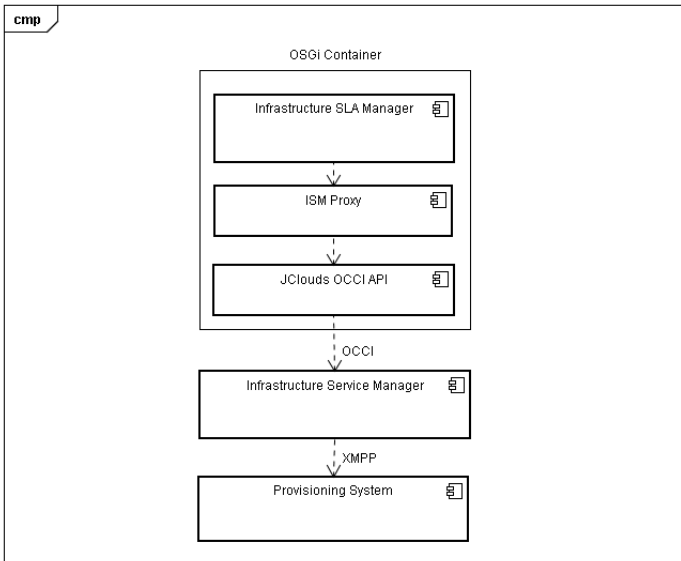 cmp
OSGi Container
Infrastructure SLA Manager
ISM Proxy
JClouds OCCI API
OCCI
Infrastructure Service Manager
XMPP
Provisioning System